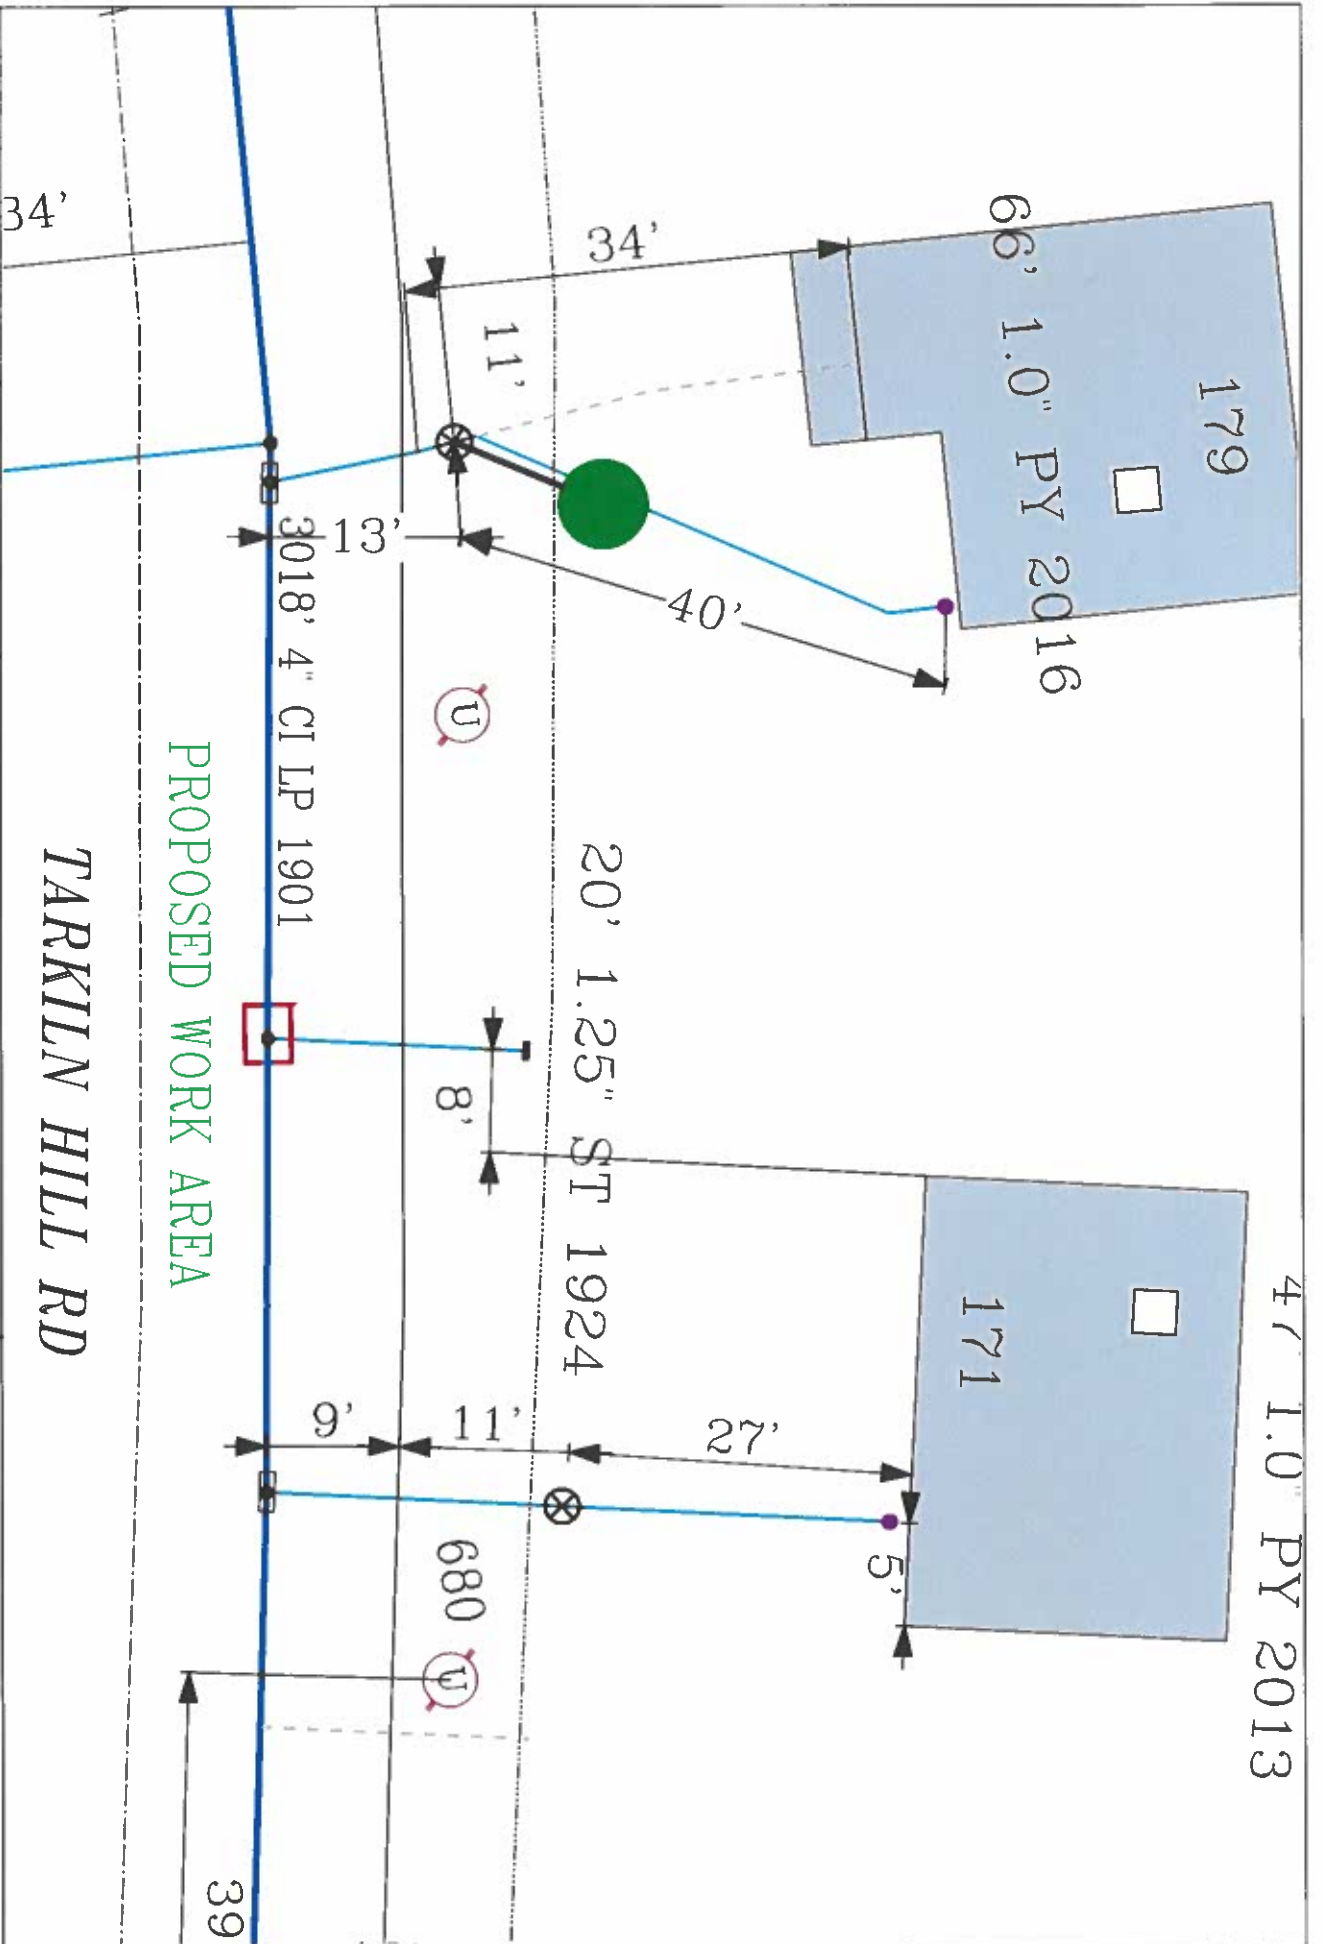 66' 1.0" PY 2016
179
34'
34'
11'
13'
40'
3018' 4" CI LP 1901
U
20' 1.25" ST 1924
8'
PROPOSED WORK AREA
TARKILN HILL RD
171
47' 1.0" PY 2013
9'
11'
27'
5'
680
U
39